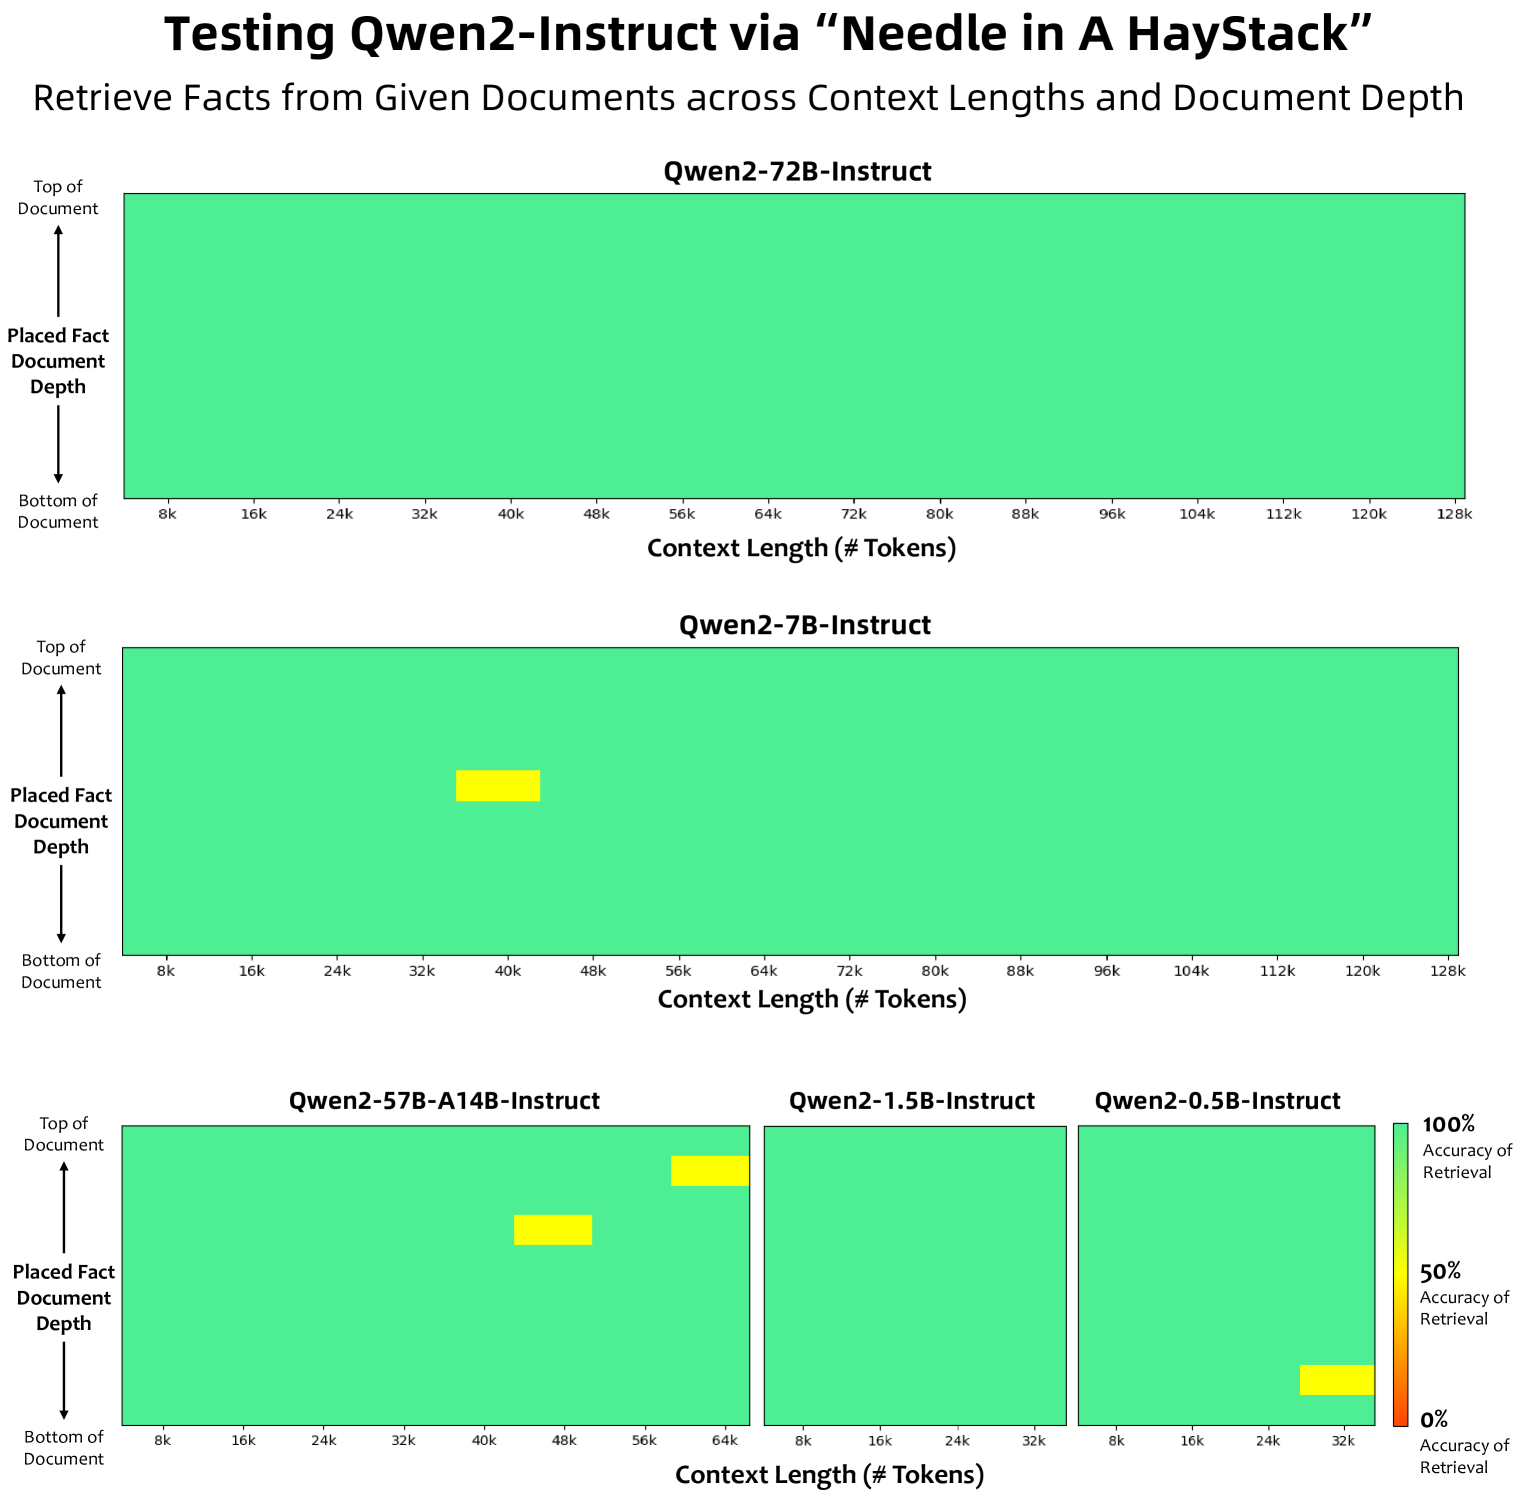 Testing Qwen2-Instruct via “Needle in A HayStack”
Retrieve Facts from Given Documents across Context Lengths and Document Depth
Qwen2-72B-Instruct
Top of
Document
Placed Fact
Document
Depth
Bottom of
Document
8k 16k 24k 32k 40k 48k 56k 64k 72k 80k 88k 96k 104k 112k 120k 128k
Context Length (# Tokens)
Qwen2-7B-Instruct
Top of
Document
Placed Fact
Document
Depth
Bottom of
Document
8k 16k 24k 32k 40k 48k 56k 64k 72k 80k 88k 96k 104k 112k 120k 128k
Context Length (# Tokens)
Qwen2-57B-A14B-Instruct
Top of
Document
Placed Fact
Document
Depth
Bottom of
Document
8k 16k 24k 32k 40k 48k 56k 64k
Qwen2-1.5B-Instruct
8k 16k 24k 32k
Qwen2-0.5B-Instruct
8k 16k 24k 32k
Context Length (# Tokens)
100%
Accuracy of
Retrieval
50%
Accuracy of
Retrieval
0%
Accuracy of
Retrieval